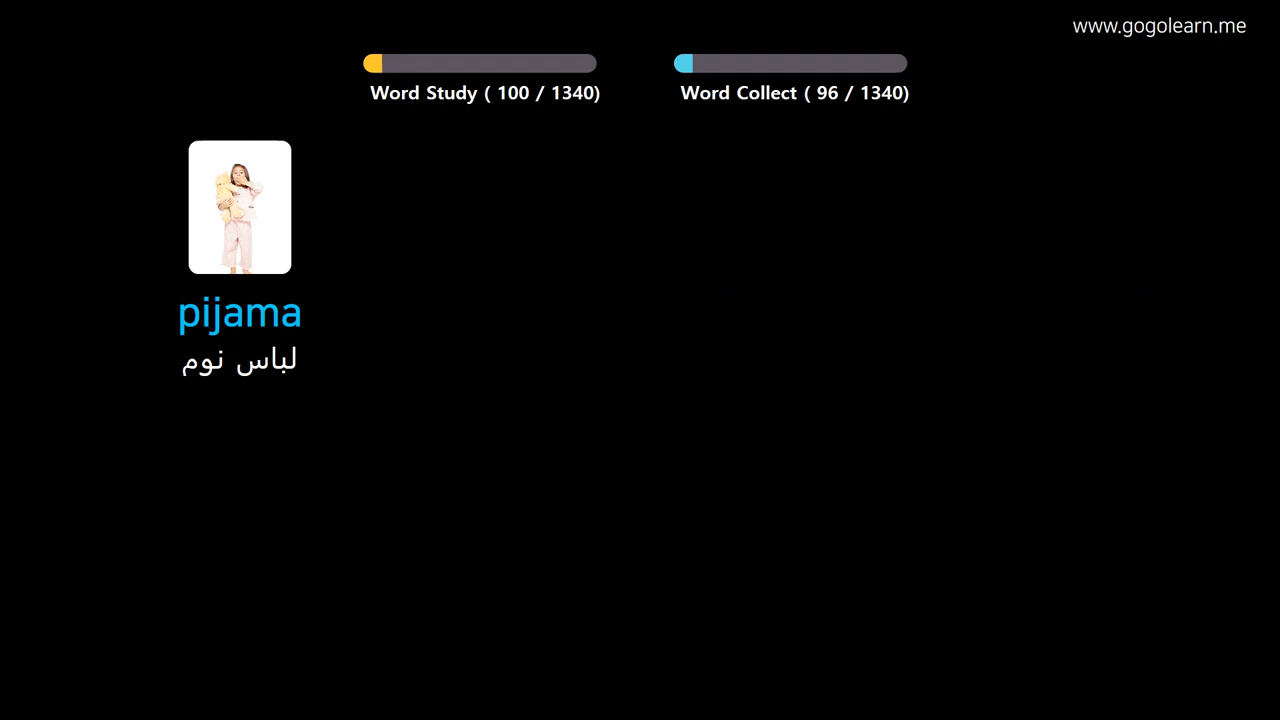 www.gogolearn.me
Word Study ( 100 / 1340)
Word Collect ( 96 / 1340)
pijama
لباس نوم